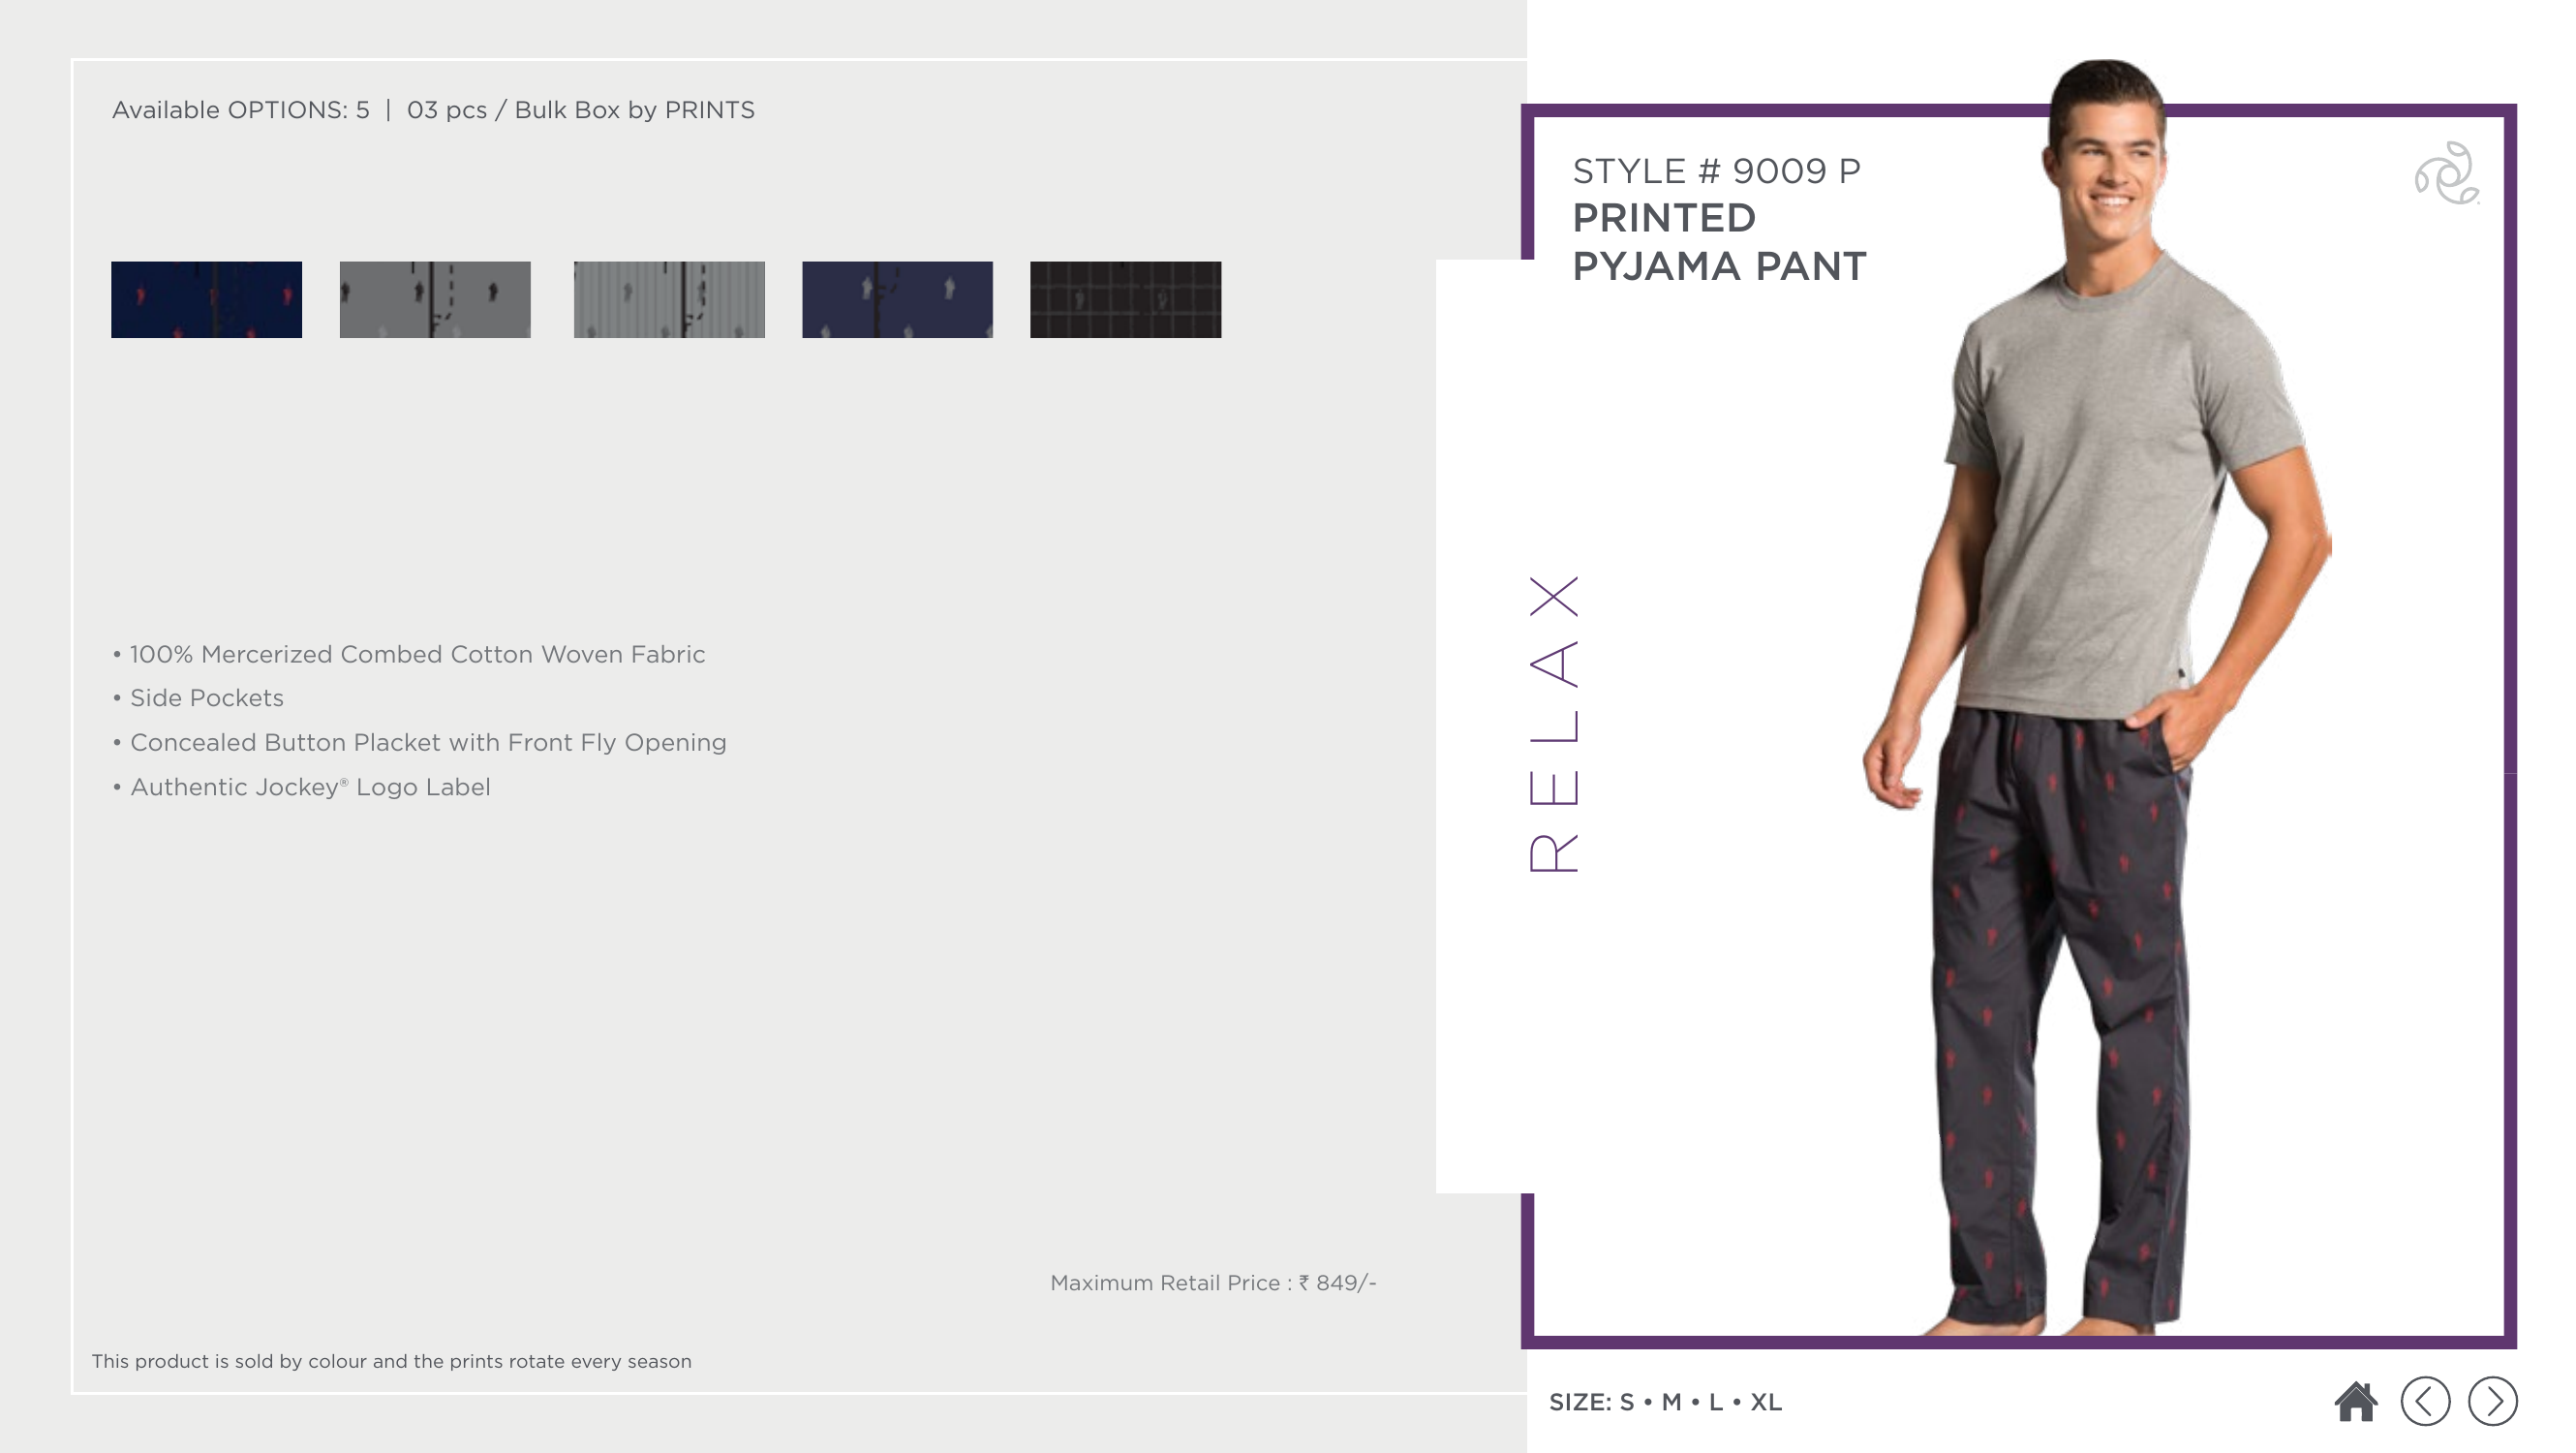 Available OPTIONS: 5 | 03 pcs / Bulk Box by PRINTS
• 100% Mercerized Combed Cotton Woven Fabric
• Side Pockets
• Concealed Button Placket with Front Fly Opening
• Authentic Jockey® Logo Label
Maximum Retail Price : ₹ 849/-
This product is sold by colour and the prints rotate every season
STYLE # 9009 P
PRINTED
PYJAMA PANT
RELAX
SIZE: S • M • L • XL